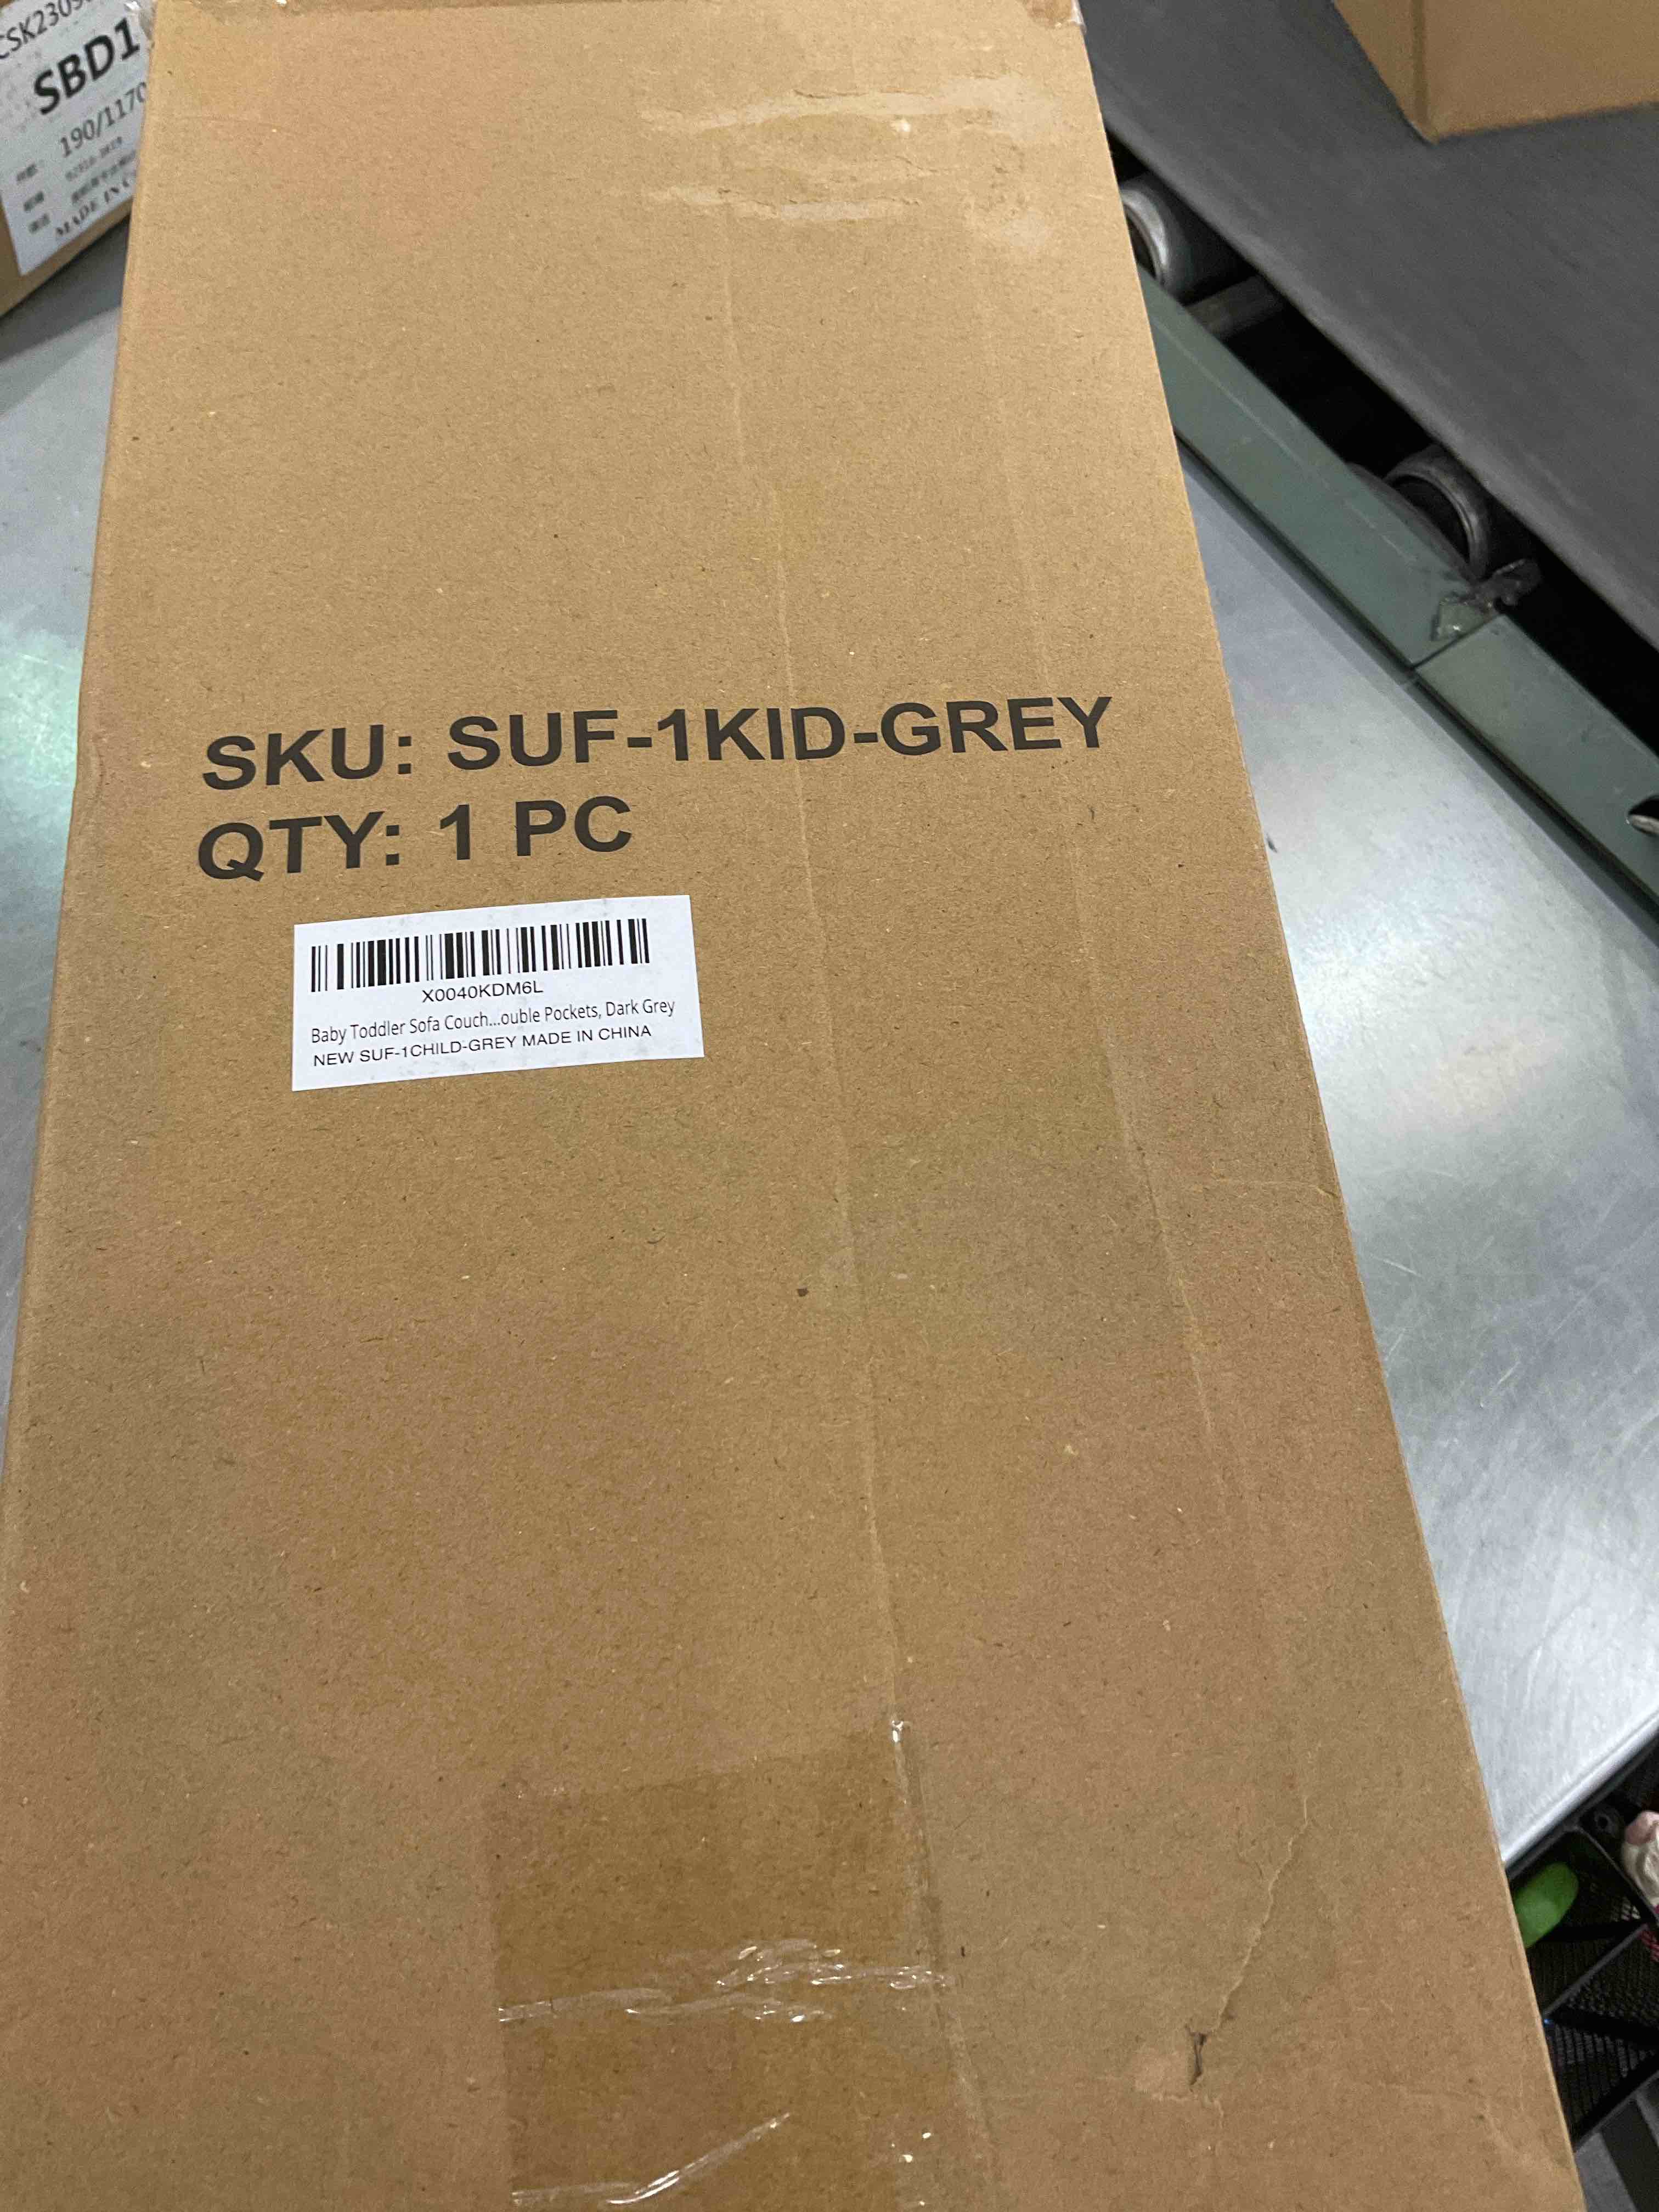 SBD1
190/1170
MADE IN
SKU: SUF-1KID-GREY
QTY: 1 PC
X0040KDM6L
Baby Toddler Sofa Couch...ouble Pockets, Dark Grey
NEW SUF-1CHILD-GREY MADE IN CHINA